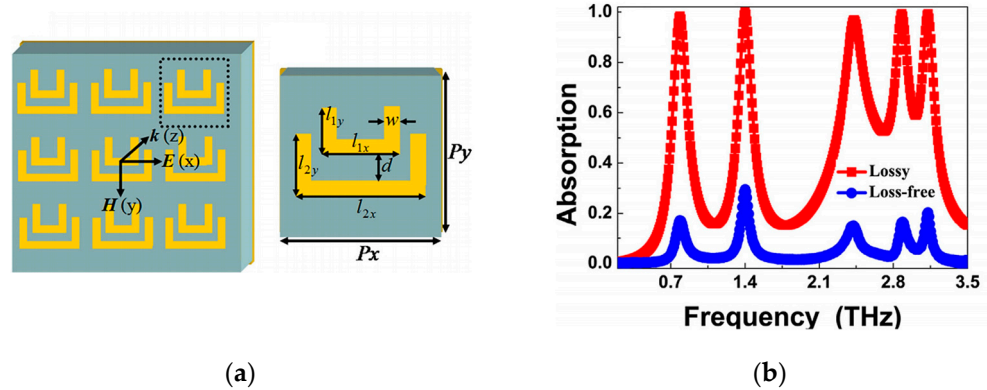 k (z)
E (x)
H (y)
l1y
w
l1x
d
l2y
l2x
Py
Px
Absorption
1.0
0.8
0.6
0.4
0.2
0.0
Lossy
Loss-free
0.7 1.4 2.1 2.8 3.5
Frequency (THz)
(a) (b)